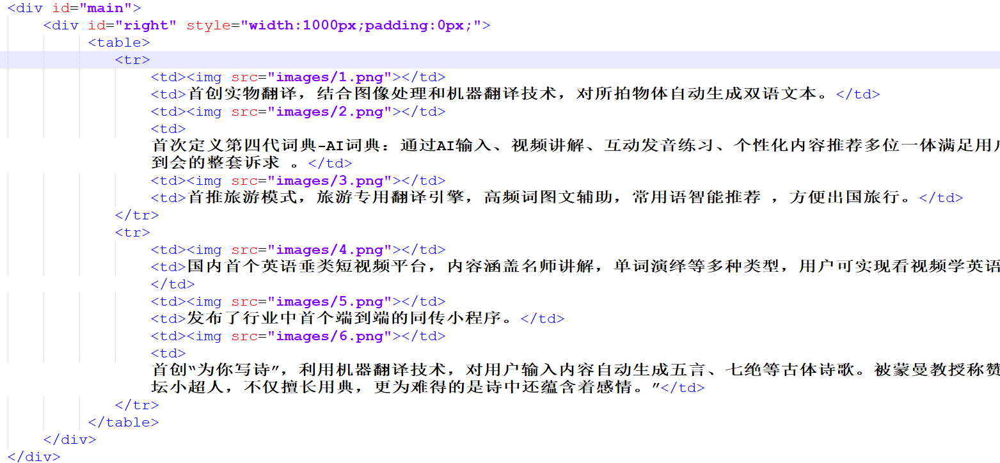 <div id="main">
<div id="right" style="width:1000px;padding:0px;">
<table>
<tr>
<td><img src="images/1.png"></td>
<td>首创实物翻译，结合图像处理和机器翻译技术，对所拍物体自动生成双语文本。</td>
<td><img src="images/2.png"></td>
<td>
首次定义第四代词典-AI词典：通过AI输入、视频讲解、互动发音练习、个性化内容推荐多位一体满足用户
到会的整套诉求 。</td>
<td><img src="images/3.png"></td>
<td>首推旅游模式，旅游专用翻译引擎，高频词图文辅助，常用语智能推荐 ，方便出国旅行。</td>
</tr>
<tr>
<td><img src="images/4.png"></td>
<td>国内首个英语垂类短视频平台，内容涵盖名师讲解，单词演绎等多种类型，用户可实现看视频学英语
</td>
<td><img src="images/5.png"></td>
<td>发布了行业中首个端到端的同传小程序。</td>
<td><img src="images/6.png"></td>
<td>
首创“为你写诗”，利用机器翻译技术，对用户输入内容自动生成五言、七绝等古体诗歌。被蒙曼教授称赞
坛小超人，不仅擅长用典，更为难得的是诗中还蕴含着感情。”</td>
</tr>
</table>
</div>
</div>